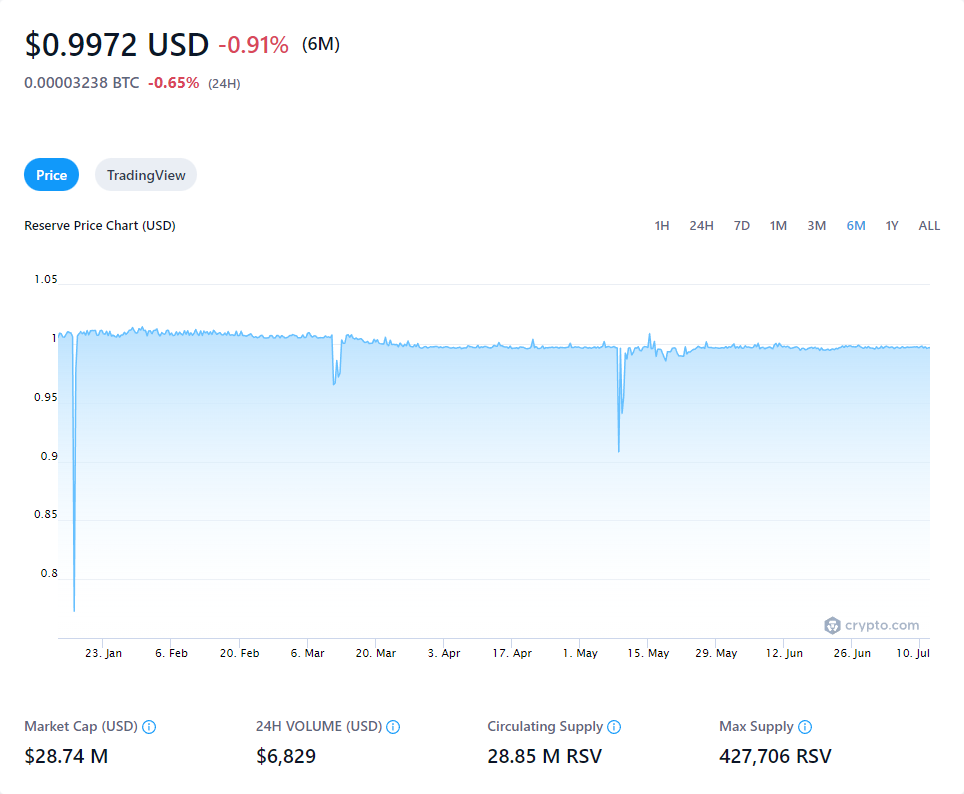 $0.9972 USD -0.91% (6M)
0.00003238 BTC -0.65% (24H)
Price TradingView
Reserve Price Chart (USD) 1H 24H 7D 1M 3M 6M 1Y ALL
1.05
1
0.95
0.9
0.85
0.8
crypto.com
23. Jan 6. Feb 20. Feb 6. Mar 20. Mar 3. Apr 17. Apr 1. May 15. May 29. May 12. Jun 26. Jun 10. Jul
Market Cap (USD) 24H VOLUME (USD) Circulating Supply Max Supply
$28.74 M $6,829 28.85 M RSV 427,706 RSV